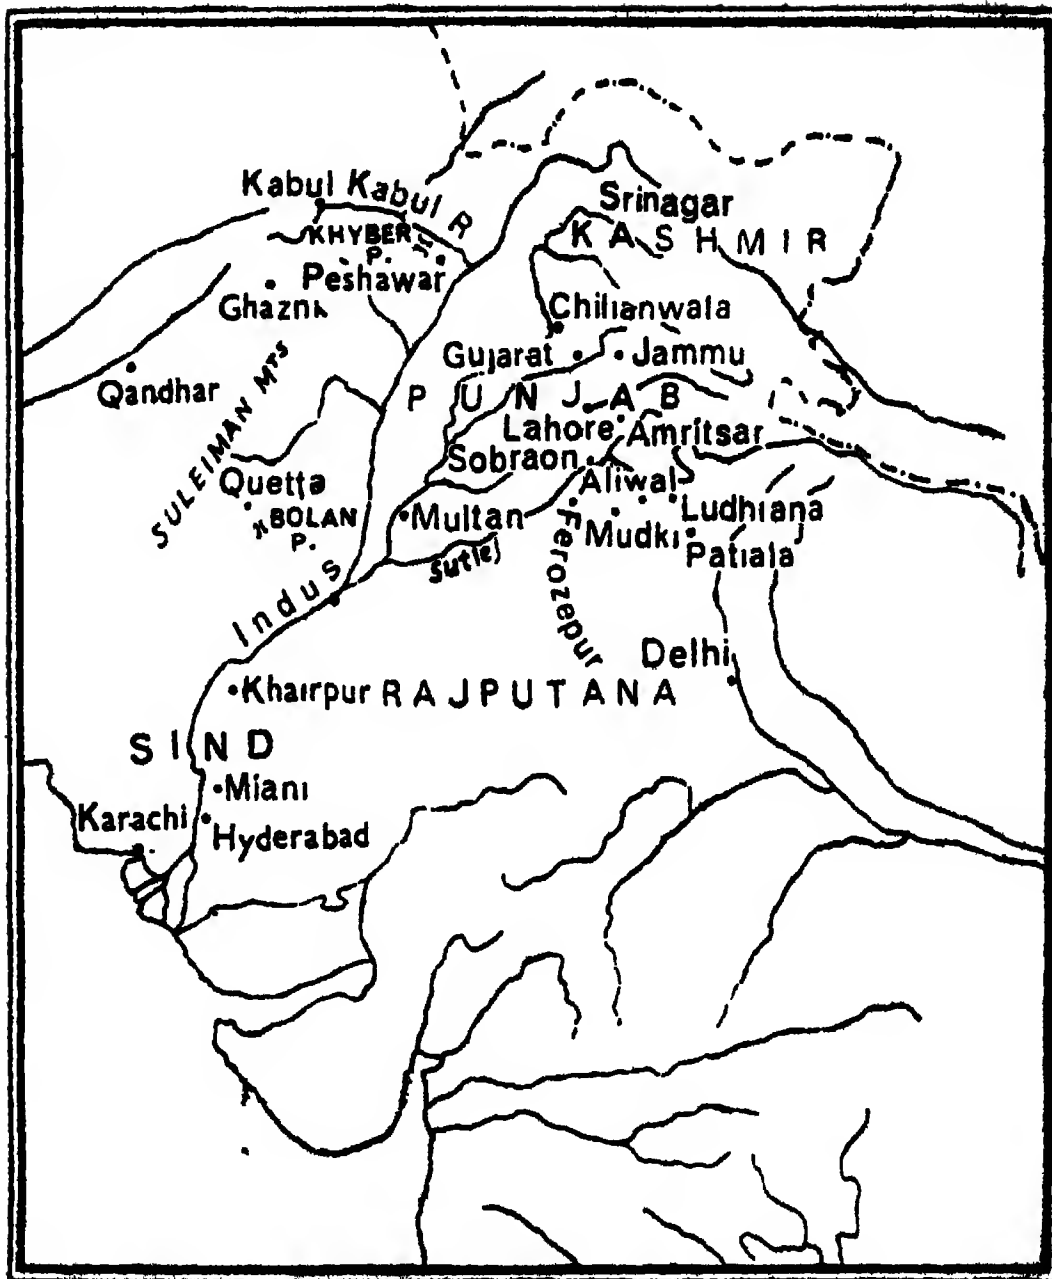 Kabul Kabul R
Srinagar
KHYBER
P.
KASHMIR
Peshawar
Ghazni
Chilianwala
Gujarat
Jammu
Qandhar
SULEIMAN MTS
PUNJAB
Lahore
Amritsar
Sobraon
Aliwal
Quetta
BOLAN
P.
Multan
Ludhiana
Mudki
Patiala
Sutlej
Ferozepur
Indus
Delhi
Khairpur
RAJPUTANA
SIND
Miani
Karachi
Hyderabad